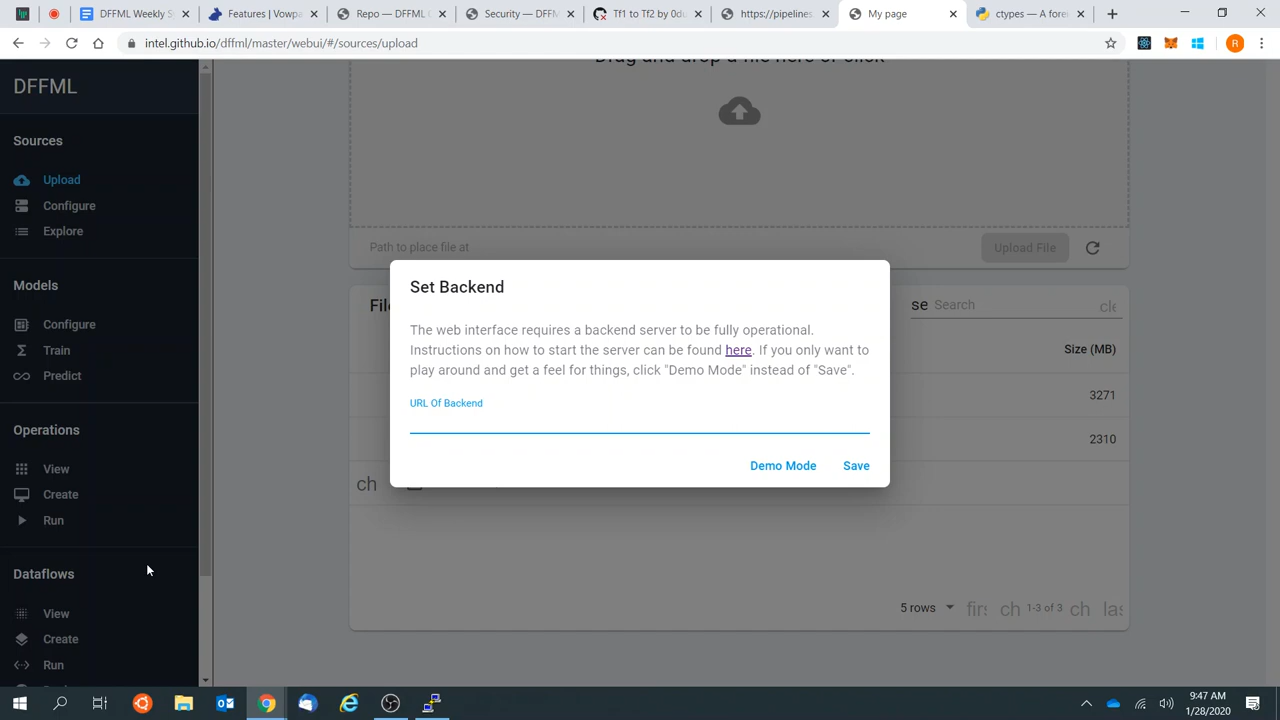 DFFML Weekly S
Features | Vowpa
Repo — DFFML
Security — DFFM
Tf1 to Tf2 by 0du
https://pipelines.
My page
ctypes — A forei
intel.github.io/dffml/master/webui/#/sources/upload
R
DFFML
Drag and drop a file here or click
Sources
Upload
Configure
Explore
Path to place file at
Upload File
Models
Configure
Train
Predict
Set Backend
The web interface requires a backend server to be fully operational.
Instructions on how to start the server can be found here. If you only want to
play around and get a feel for things, click "Demo Mode" instead of "Save".
URL Of Backend
Demo Mode
Save
File
se
Search
cle
Size (MB)
3271
2310
ch
Operations
View
Create
Run
Dataflows
View
Create
Run
5 rows
firs
ch
1-3 of 3
ch
las
9:47 AM
1/28/2020